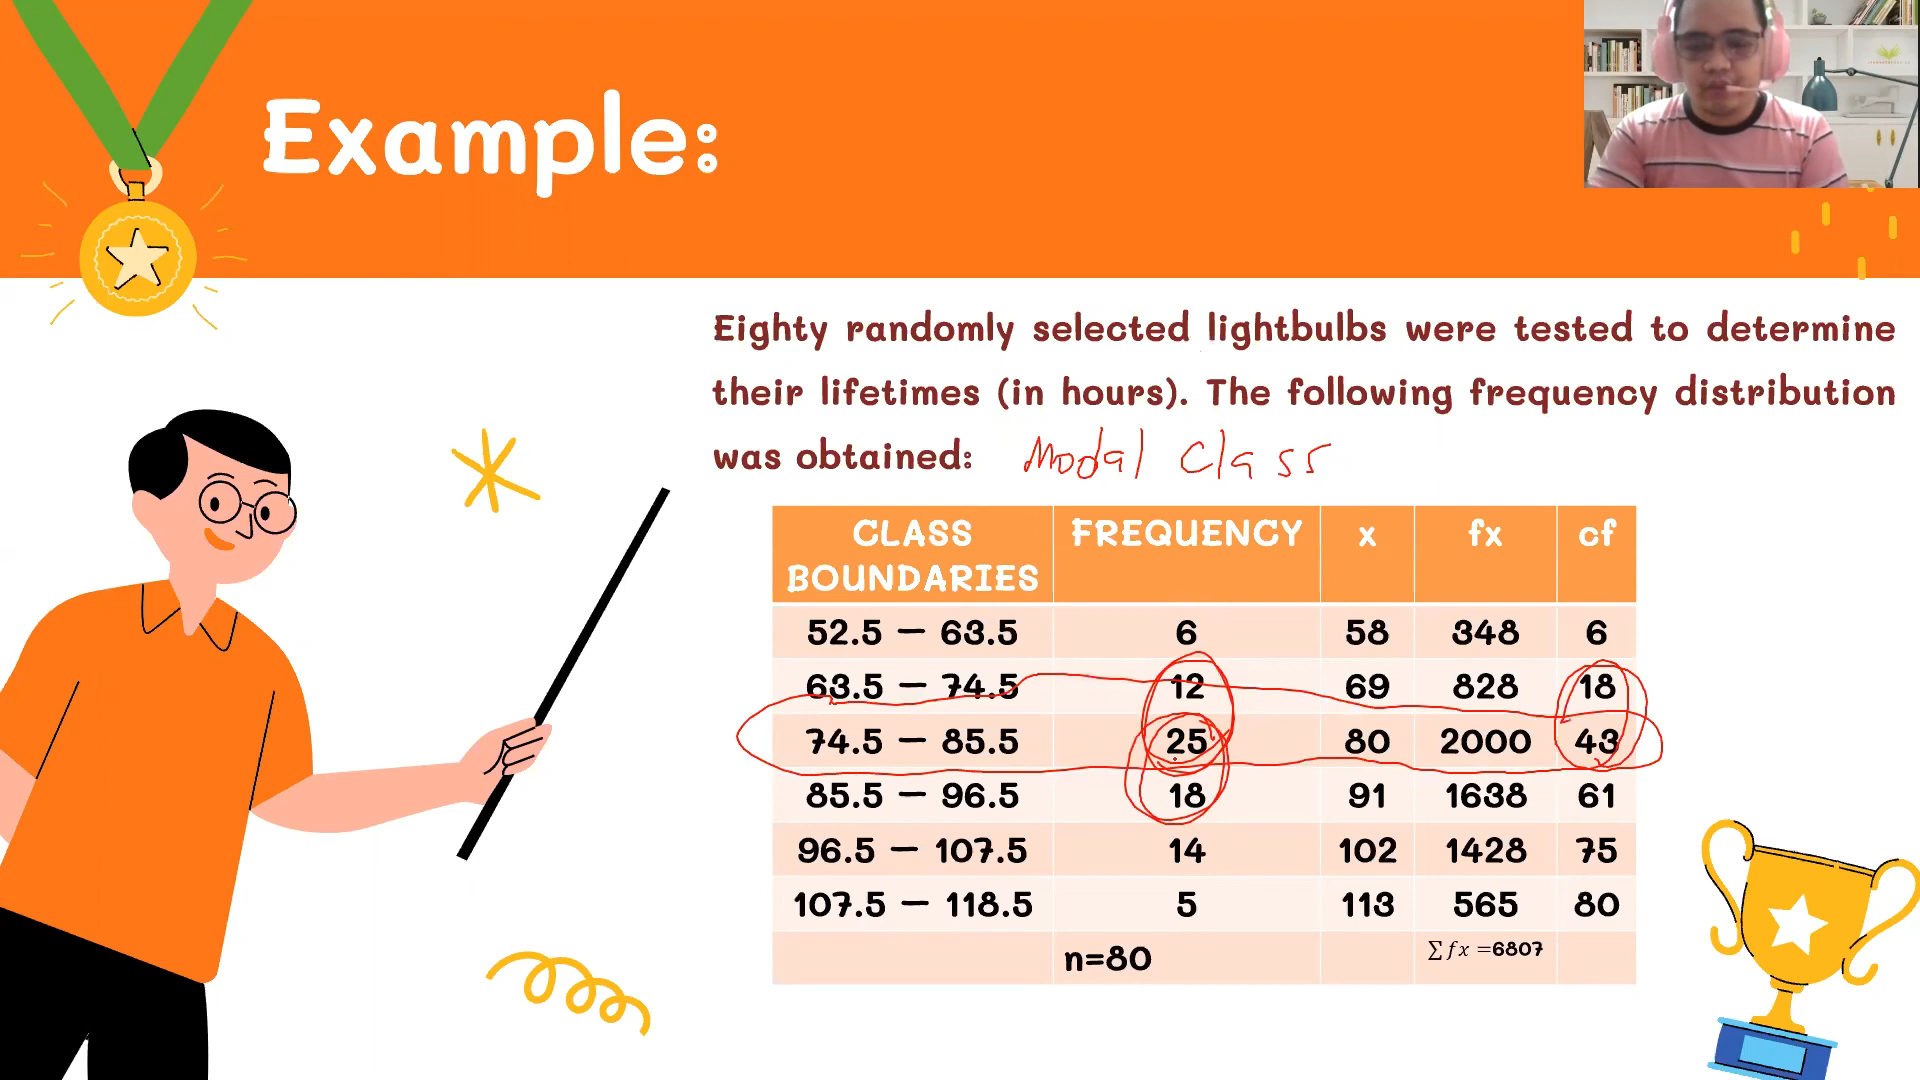 Example:
Eighty randomly selected lightbulbs were tested to determine
their lifetimes (in hours). The following frequency distribution
was obtained: Modal Class
CLASS BOUNDARIES FREQUENCY x fx cf
52.5 – 63.5 6 58 348 6
63.5 – 74.5 12 69 828 18
74.5 – 85.5 25 80 2000 43
85.5 – 96.5 18 91 1638 61
96.5 – 107.5 14 102 1428 75
107.5 – 118.5 5 113 565 80
n=80 ∑fx =6807